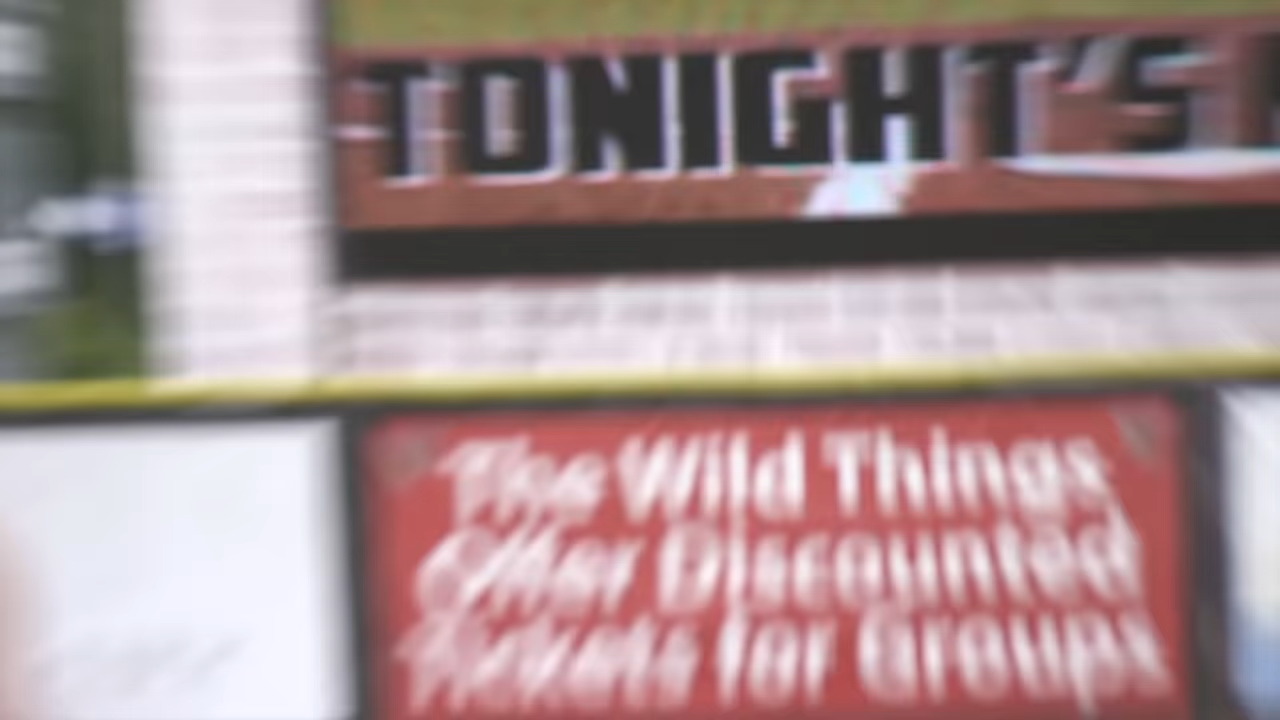 TONIGHT'S
The Wild Things
Offer Discounted
Tickets for Groups